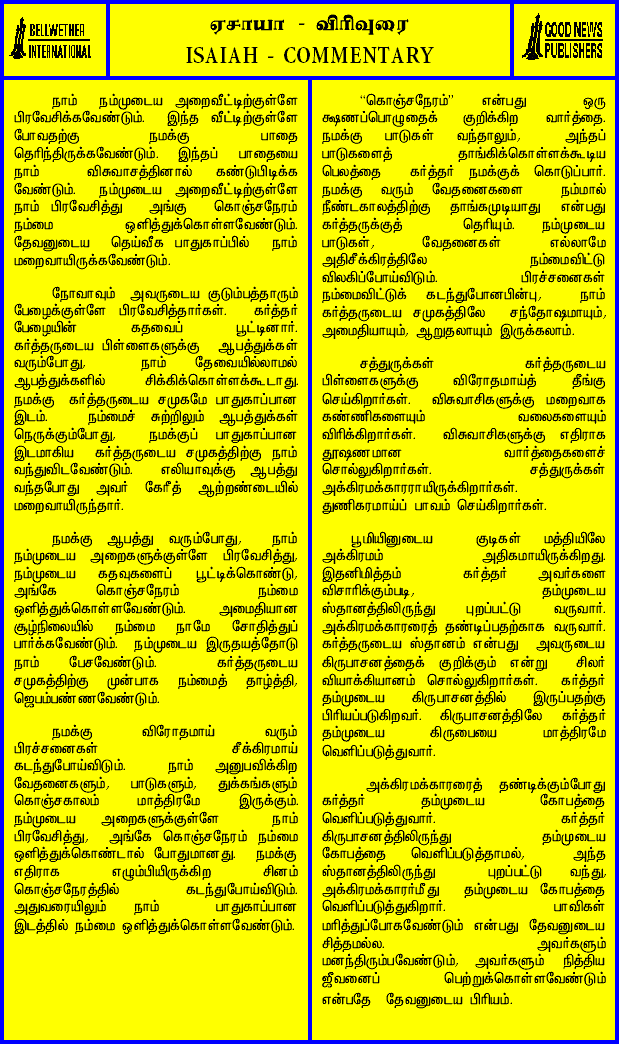 BELLWETHER
INTERNATIONAL
ஏசாயா - விரிவுரை
ISAIAH - COMMENTARY
GOOD NEWS
PUBLISHERS
நாம் நம்முடைய அறைவீட்டிற்குள்ளே
பிரவேசிக்கவேண்டும். இந்த வீட்டிற்குள்ளே
போவதற்கு நமக்கு பாதை
தெரிந்திருக்கவேண்டும். இந்தப் பாதையை
நாம் விசுவாசத்தினால் கண்டுபிடிக்க
வேண்டும். நம்முடைய அறைவீட்டிற்குள்ளே
நாம் பிரவேசித்து அங்கு கொஞ்சநேரம்
நம்மை ஒளித்துக்கொள்ளவேண்டும்.
தேவனுடைய தெய்வீக பாதுகாப்பில் நாம்
மறைவாயிருக்கவேண்டும்.
நோவாவும் அவருடைய குடும்பத்தாரும்
பேழைக்குள்ளே பிரவேசித்தார்கள். கர்த்தர்
பேழையின் கதவைப் பூட்டினார்.
கர்த்தருடைய பிள்ளைகளுக்கு ஆபத்துக்கள்
வரும்போது, நாம் தேவையில்லாமல்
ஆபத்துக்களில் சிக்கிக்கொள்ளக்கூடாது.
நமக்கு கர்த்தருடைய சமுகமே பாதுகாப்பான
இடம். நம்மைச் சுற்றிலும் ஆபத்துக்கள்
நெருக்கும்போது, நமக்குப் பாதுகாப்பான
இடமாகிய கர்த்தருடைய சமுகத்திற்கு நாம்
வந்துவிடவேண்டும். எலியாவுக்கு ஆபத்து
வந்தபோது அவர் கேரீத் ஆற்றண்டையில்
மறைவாயிருந்தார்.
நமக்கு ஆபத்து வரும்போது, நாம்
நம்முடைய அறைகளுக்குள்ளே பிரவேசித்து,
நம்முடைய கதவுகளைப் பூட்டிக்கொண்டு,
அங்கே கொஞ்சநேரம் நம்மை
ஒளித்துக்கொள்ளவேண்டும். அமைதியான
சூழ்நிலையில் நம்மை நாமே சோதித்துப்
பார்க்கவேண்டும். நம்முடைய இருதயத்தோடு
நாம் பேசவேண்டும். கர்த்தருடைய
சமுகத்திற்கு முன்பாக நம்மைத் தாழ்த்தி,
ஜெபம்பண்ணவேண்டும்.
நமக்கு விரோதமாய் வரும்
பிரச்சனைகள் சீக்கிரமாய்
கடந்துபோய்விடும். நாம் அனுபவிக்கிற
வேதனைகளும், பாடுகளும், துக்கங்களும்
கொஞ்சகாலம் மாத்திரமே இருக்கும்.
நம்முடைய அறைகளுக்குள்ளே நாம்
பிரவேசித்து, அங்கே கொஞ்சநேரம் நம்மை
ஒளித்துக்கொண்டால் போதுமானது. நமக்கு
எதிராக எழும்பியிருக்கிற சினம்
கொஞ்சநேரத்தில் கடந்துபோய்விடும்.
அதுவரையிலும் நாம் பாதுகாப்பான
இடத்தில் நம்மை ஒளித்துக்கொள்ளவேண்டும்.
“கொஞ்சநேரம்” என்பது ஒரு
க்ஷணப்பொழுதைக் குறிக்கிற வார்த்தை.
நமக்கு பாடுகள் வந்தாலும், அந்தப்
பாடுகளைத் தாங்கிக்கொள்ளக்கூடிய
பெலத்தை கர்த்தர் நமக்குக் கொடுப்பார்.
நமக்கு வரும் வேதனைகளை நம்மால்
நீண்டகாலத்திற்கு தாங்கமுடியாது என்பது
கர்த்தருக்குத் தெரியும். நம்முடைய
பாடுகள், வேதனைகள் எல்லாமே
அதிசீக்கிரத்திலே நம்மைவிட்டு
விலகிப்போய்விடும். பிரச்சனைகள்
நம்மைவிட்டுக் கடந்துபோனபின்பு, நாம்
கர்த்தருடைய சமுகத்திலே சந்தோஷமாயும்,
அமைதியாயும், ஆறுதலாயும் இருக்கலாம்.
சத்துருக்கள் கர்த்தருடைய
பிள்ளைகளுக்கு விரோதமாய்த் தீங்கு
செய்கிறார்கள். விசுவாசிகளுக்கு மறைவாக
கண்ணிகளையும் வலைகளையும்
விரிக்கிறார்கள். விசுவாசிகளுக்கு எதிராக
தூஷணமான வார்த்தைகளைச்
சொல்லுகிறார்கள். சத்துருக்கள்
அக்கிரமக்காரராயிருக்கிறார்கள்.
துணிகரமாய்ப் பாவம் செய்கிறார்கள்.
பூமியினுடைய குடிகள் மத்தியிலே
அக்கிரமம் அதிகமாயிருக்கிறது.
இதனிமித்தம் கர்த்தர் அவர்களை
விசாரிக்கும்படி, தம்முடைய
ஸ்தானத்திலிருந்து புறப்பட்டு வருவார்.
அக்கிரமக்காரரைத் தண்டிப்பதற்காக வருவார்.
கர்த்தருடைய ஸ்தானம் என்பது அவருடைய
கிருபாசனத்தைக் குறிக்கும் என்று சிலர்
வியாக்கியானம் சொல்லுகிறார்கள். கர்த்தர்
தம்முடைய கிருபாசனத்தில் இருப்பதற்கு
பிரியப்படுகிறவர். கிருபாசனத்திலே கர்த்தர்
தம்முடைய கிருபையை மாத்திரமே
வெளிப்படுத்துவார்.
அக்கிரமக்காரரைத் தண்டிக்கும்போது
கர்த்தர் தம்முடைய கோபத்தை
வெளிப்படுத்துவார். கர்த்தர்
கிருபாசனத்திலிருந்து தம்முடைய
கோபத்தை வெளிப்படுத்தாமல், அந்த
ஸ்தானத்திலிருந்து புறப்பட்டு வந்து,
அக்கிரமக்காரர்மீது தம்முடைய கோபத்தை
வெளிப்படுத்துகிறார். பாவிகள்
மரித்துப்போகவேண்டும் என்பது தேவனுடைய
சித்தமல்ல. அவர்களும்
மனந்திரும்பவேண்டும், அவர்களும் நித்திய
ஜீவனைப் பெற்றுக்கொள்ளவேண்டும்
என்பதே தேவனுடைய பிரியம்.